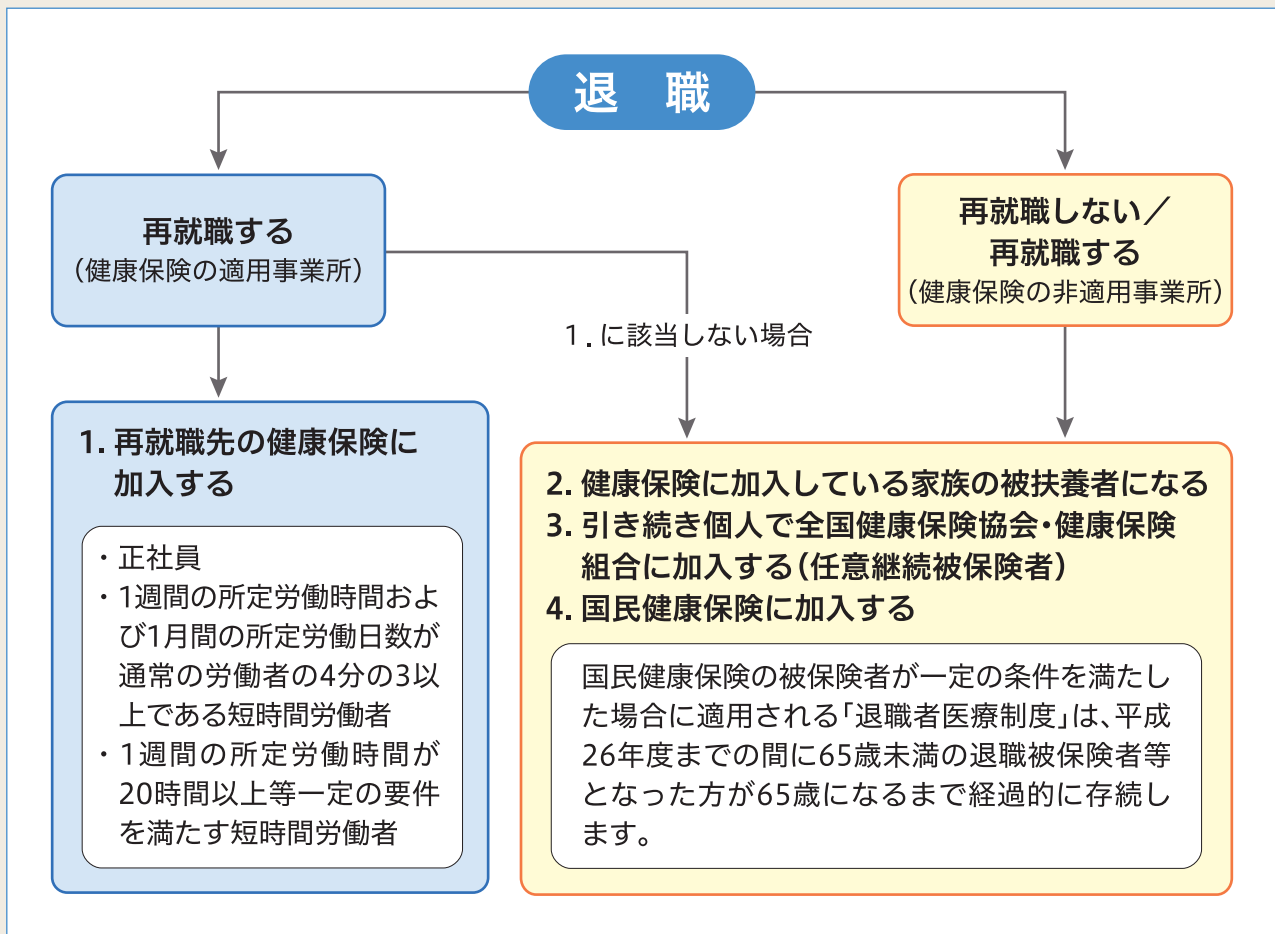 退 職
再就職する
（健康保険の適用事業所）
再就職しない／
再就職する
（健康保険の非適用事業所）
1．に該当しない場合
1. 再就職先の健康保険に
加入する
・正社員
・1週間の所定労働時間およ
び1月間の所定労働日数が
通常の労働者の4分の3以
上である短時間労働者
・1週間の所定労働時間が
20時間以上等一定の要件
を満たす短時間労働者
2. 健康保険に加入している家族の被扶養者になる
3. 引き続き個人で全国健康保険協会・健康保険
組合に加入する（任意継続被保険者）
4. 国民健康保険に加入する
国民健康保険の被保険者が一定の条件を満たし
た場合に適用される「退職者医療制度」は、平成
26年度までの間に65歳未満の退職被保険者等
となった方が65歳になるまで経過的に存続し
ます。